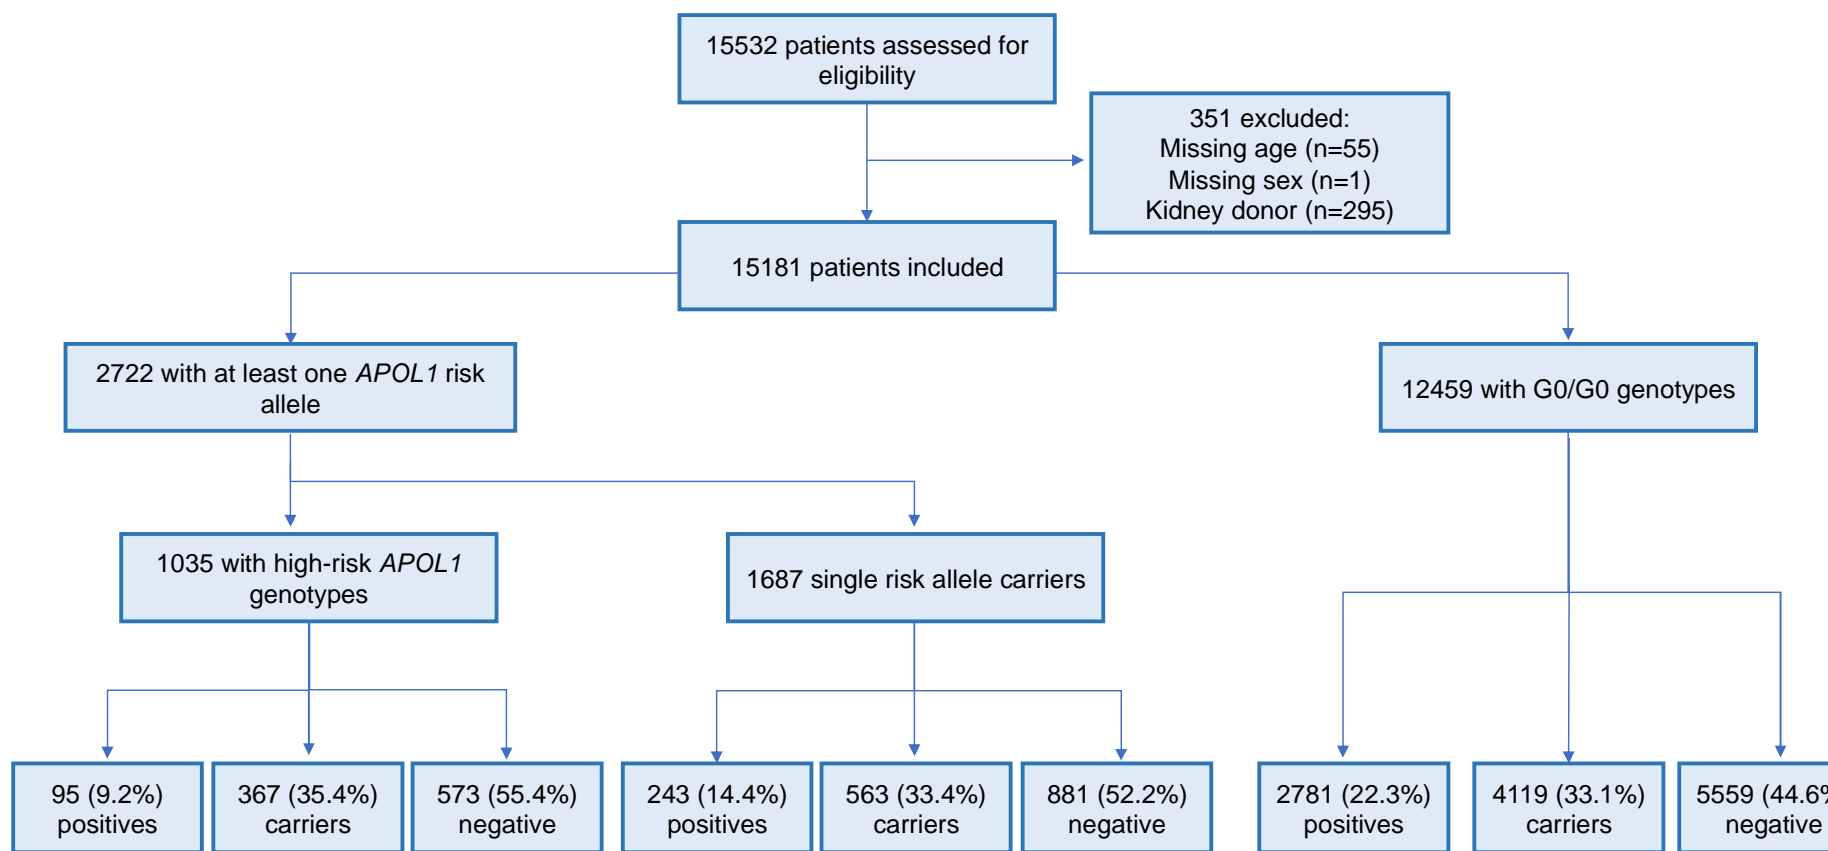 15532 patients assessed for
eligibility
351 excluded:
Missing age (n=55)
Missing sex (n=1)
Kidney donor (n=295)
15181 patients included
2722 with at least one APOL1 risk
allele
12459 with G0/G0 genotypes
1035 with high-risk APOL1
genotypes
1687 single risk allele carriers
95 (9.2%)
positives
367 (35.4%)
carriers
573 (55.4%)
negative
243 (14.4%)
positives
563 (33.4%)
carriers
881 (52.2%)
negative
2781 (22.3%)
positives
4119 (33.1%)
carriers
5559 (44.6%
negative